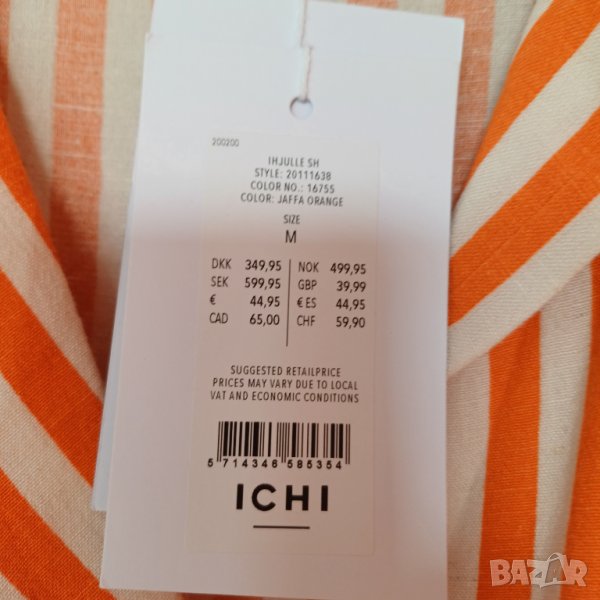 200200
IHJULLE SH
STYLE: 20111638
COLOR NO.: 16755
COLOR: JAFFA ORANGE
SIZE
M
DKK 349,95 NOK 499,95
SEK 599,95 GBP 39,99
€ 44,95 € ES 44,95
CAD 65,00 CHF 59,90
SUGGESTED RETAILPRICE
PRICES MAY VARY DUE TO LOCAL
VAT AND ECONOMIC CONDITIONS
5 714346 585354
ICHI
BAZAR